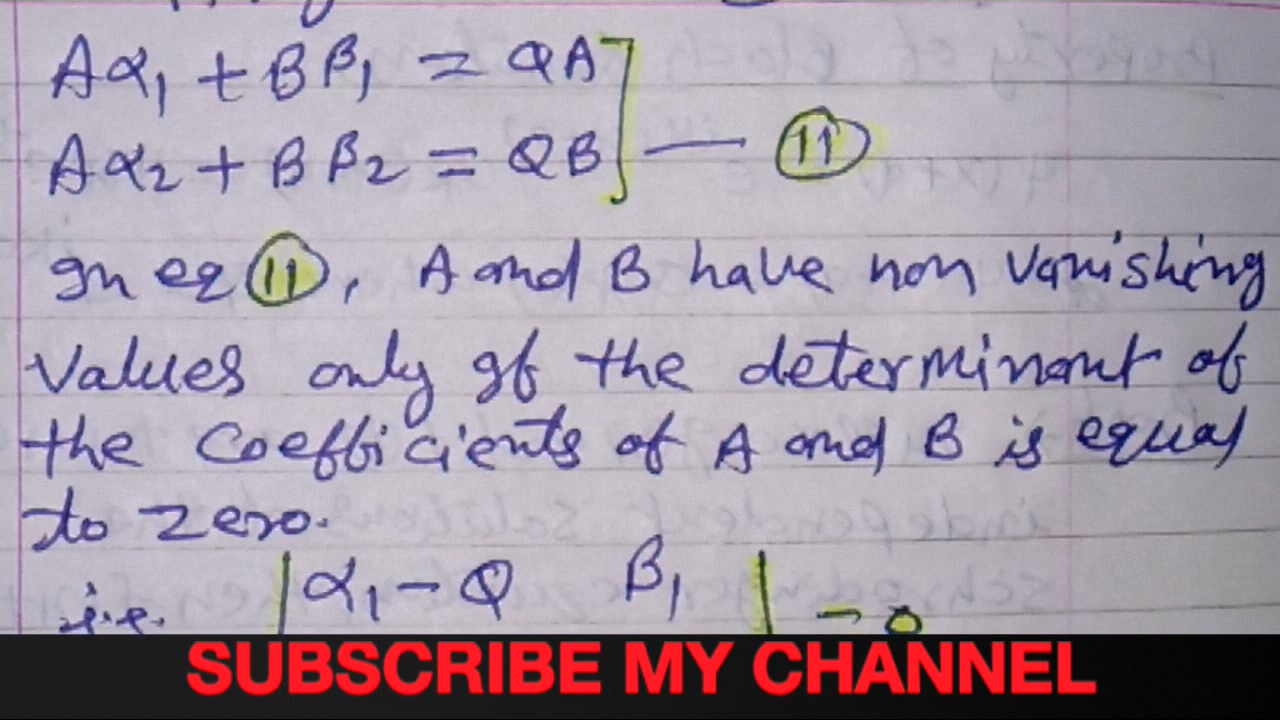 Aα₁ + Bβ₁ = QA
Aα₂ + Bβ₂ = QB — 11
In eq 11, A and B have non vanishing
values only if the determinant of
the coefficients of A and B is equal
to zero.
i.e. | α₁ - Q β₁ | = 0
SUBSCRIBE MY CHANNEL